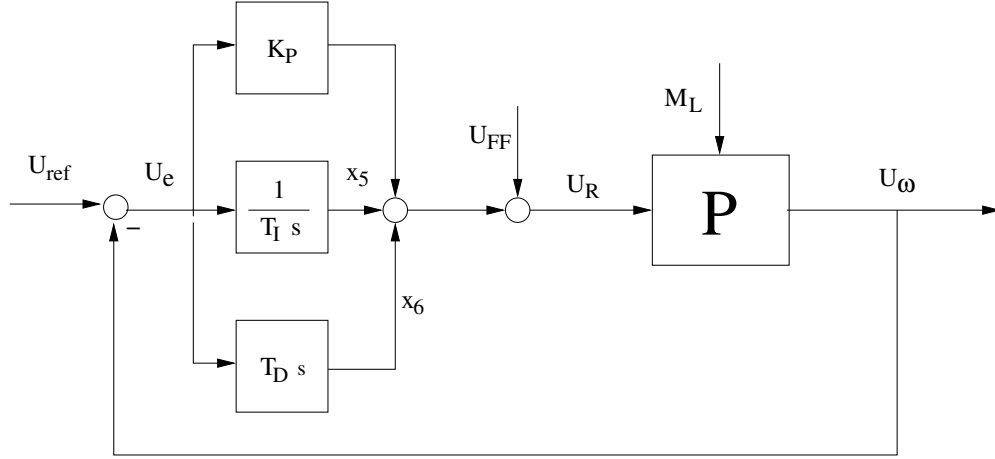 K_P
M_L
U_FF
U_ref
U_e
1
T_I s
x_5
U_R
P
U_ω
−
x_6
T_D s